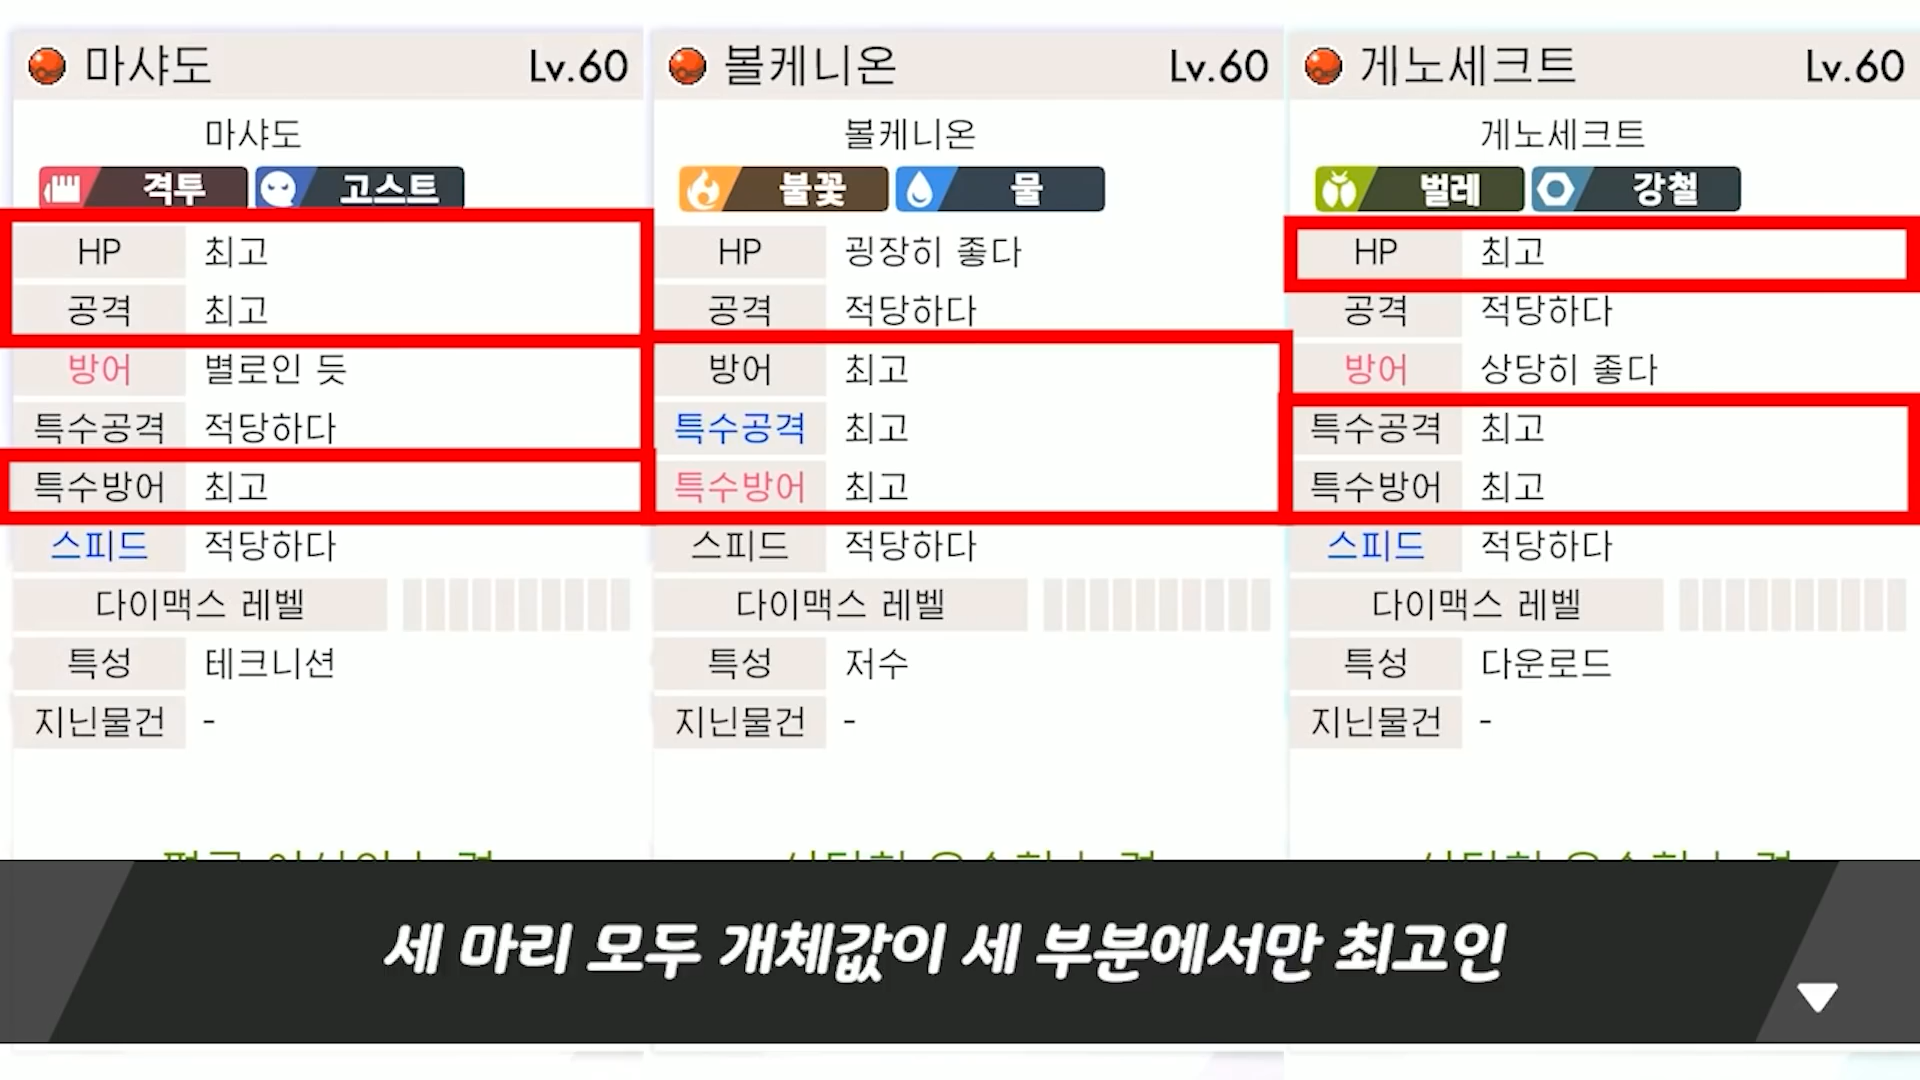 마샤도 Lv.60
마샤도
격투 고스트
HP 최고
공격 최고
방어 별로인 듯
특수공격 적당하다
특수방어 최고
스피드 적당하다
다이맥스 레벨
특성 테크니션
지닌물건 -
볼케니온 Lv.60
볼케니온
불꽃 물
HP 굉장히 좋다
공격 적당하다
방어 최고
특수공격 최고
특수방어 최고
스피드 적당하다
다이맥스 레벨
특성 저수
지닌물건 -
게노세크트 Lv.60
게노세크트
벌레 강철
HP 최고
공격 적당하다
방어 상당히 좋다
특수공격 최고
특수방어 최고
스피드 적당하다
다이맥스 레벨
특성 다운로드
지닌물건 -
세 마리 모두 개체값이 세 부분에서만 최고인